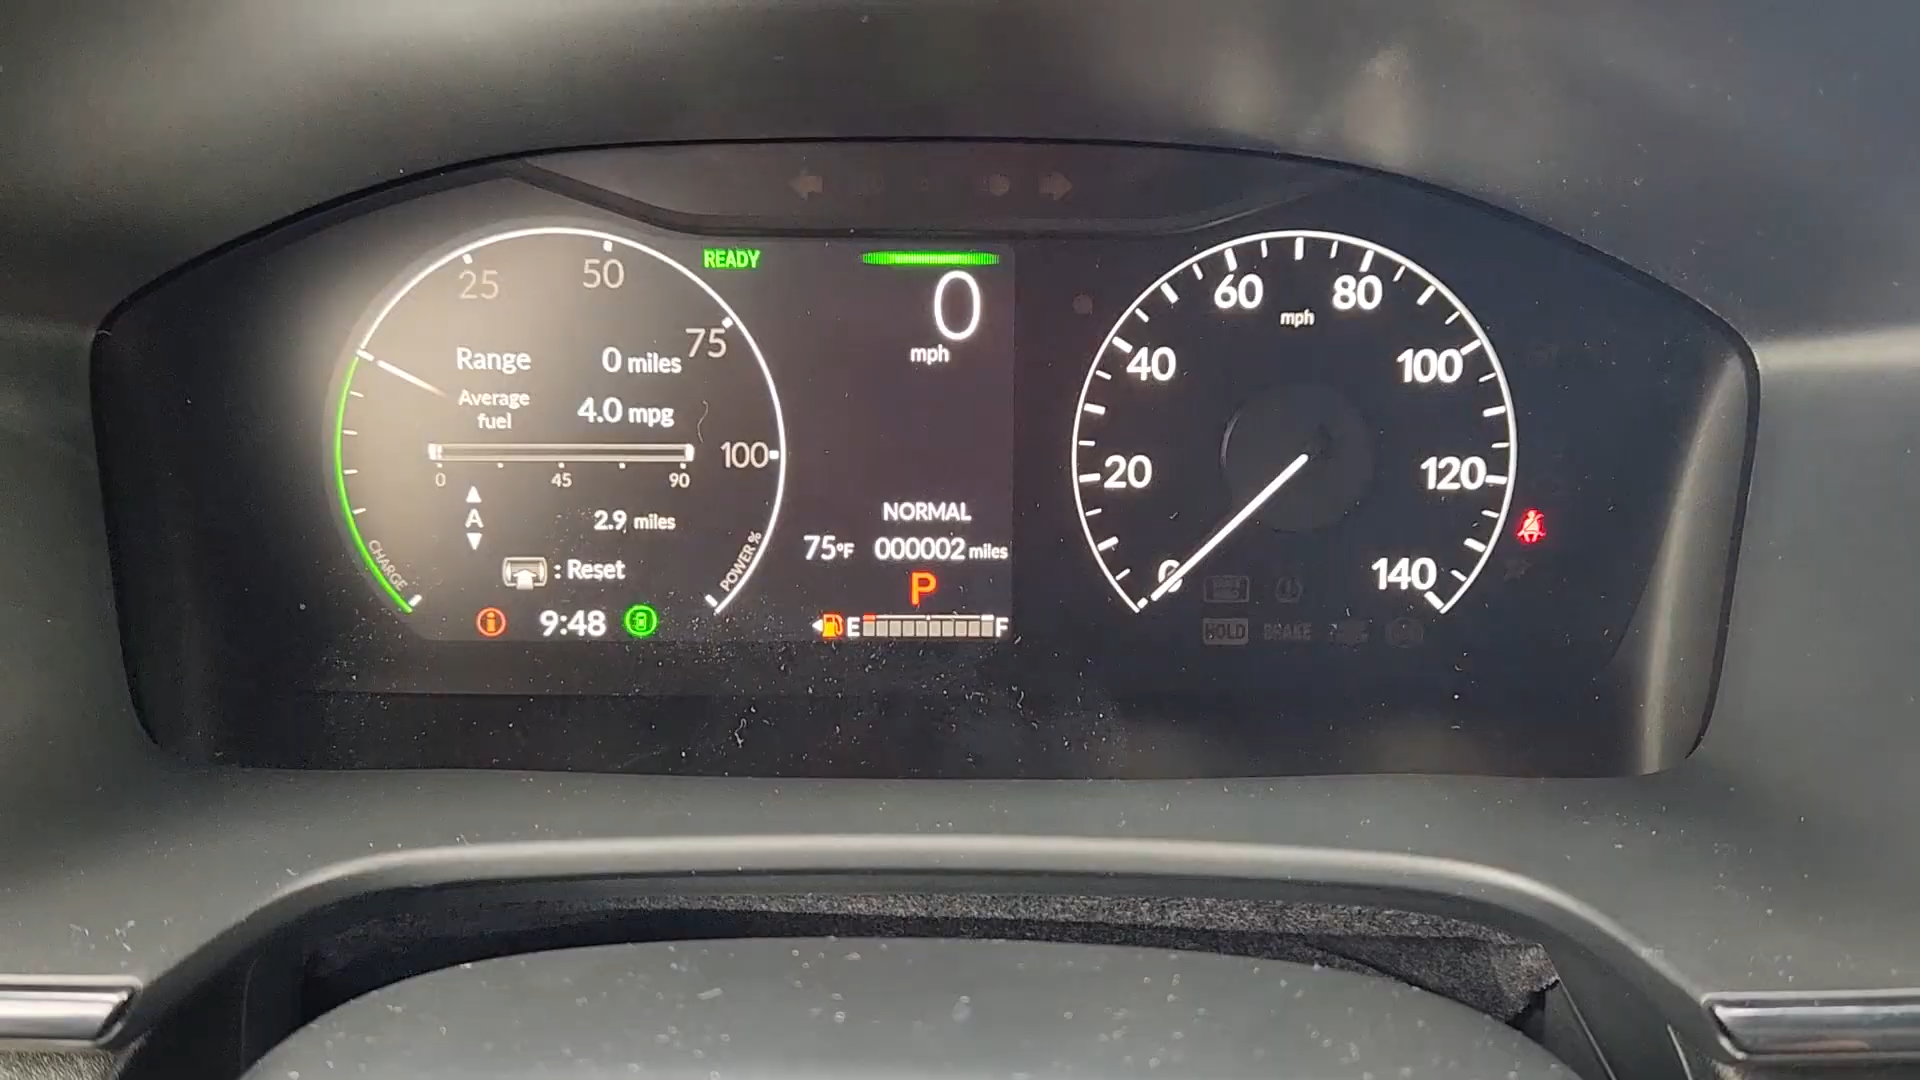 READY
25
50
75
100
Range 0 miles
Average fuel 4.0 mpg
0 45 90
A 2.9 miles
: Reset
CHARGE
POWER %
9:48
0
mph
NORMAL
75°F 000002 miles
P
E F
0
20
40
60
80
100
120
140
mph
HOLD BRAKE